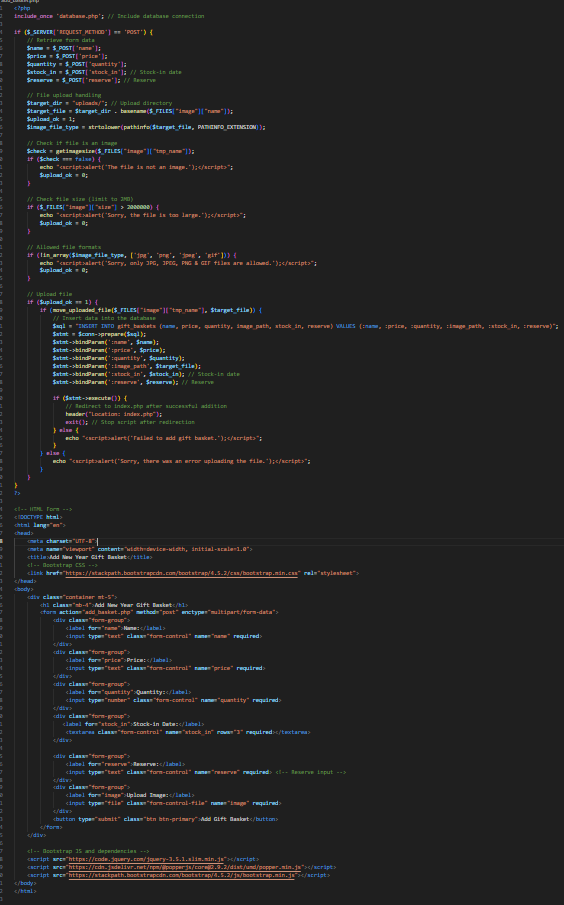 add_basket.php
<?php
include_once 'database.php'; // Include database connection
if ($_SERVER['REQUEST_METHOD'] == 'POST') {
// Retrieve form data
$name = $_POST['name'];
$price = $_POST['price'];
$quantity = $_POST['quantity'];
$stock_in = $_POST['stock_in']; // Stock-in date
$reserve = $_POST['reserve']; // Reserve
// File upload handling
$target_dir = "uploads/"; // Upload directory
$target_file = $target_dir . basename($_FILES["image"]["name"]);
$upload_ok = 1;
$image_file_type = strtolower(pathinfo($target_file, PATHINFO_EXTENSION));
// Check if file is an image
$check = getimagesize($_FILES["image"]["tmp_name"]);
if ($check === false) {
echo "<script>alert('The file is not an image.');</script>";
$upload_ok = 0;
}
// Check file size (limit to 2MB)
if ($_FILES["image"]["size"] > 2000000) {
echo "<script>alert('Sorry, the file is too large.');</script>";
$upload_ok = 0;
}
// Allowed file formats
if (!in_array($image_file_type, ['jpg', 'png', 'jpeg', 'gif'])) {
echo "<script>alert('Sorry, only JPG, JPEG, PNG & GIF files are allowed.');</script>";
$upload_ok = 0;
}
// Upload file
if ($upload_ok == 1) {
if (move_uploaded_file($_FILES["image"]["tmp_name"], $target_file)) {
// Insert data into the database
$sql = "INSERT INTO gift_baskets (name, price, quantity, image_path, stock_in, reserve) VALUES (:name, :price, :quantity, :image_path, :stock_in, :reserve)";
$stmt = $conn->prepare($sql);
$stmt->bindParam(':name', $name);
$stmt->bindParam(':price', $price);
$stmt->bindParam(':quantity', $quantity);
$stmt->bindParam(':image_path', $target_file);
$stmt->bindParam(':stock_in', $stock_in); // Stock-in date
$stmt->bindParam(':reserve', $reserve); // Reserve
if ($stmt->execute()) {
// Redirect to index.php after successful addition
header("Location: index.php");
exit(); // Stop script after redirection
} else {
echo "<script>alert('Failed to add gift basket.');</script>";
}
} else {
echo "<script>alert('Sorry, there was an error uploading the file.');</script>";
}
}
}
?>
<!-- HTML Form -->
<!DOCTYPE html>
<html lang="en">
<head>
<meta charset="UTF-8">
<meta name="viewport" content="width=device-width, initial-scale=1.0">
<title>Add New Year Gift Basket</title>
<!-- Bootstrap CSS -->
<link href="https://stackpath.bootstrapcdn.com/bootstrap/4.5.2/css/bootstrap.min.css" rel="stylesheet">
</head>
<body>
<div class="container mt-5">
<h1 class="mb-4">Add New Year Gift Basket</h1>
<form action="add_basket.php" method="post" enctype="multipart/form-data">
<div class="form-group">
<label for="name">Name:</label>
<input type="text" class="form-control" name="name" required>
</div>
<div class="form-group">
<label for="price">Price:</label>
<input type="text" class="form-control" name="price" required>
</div>
<div class="form-group">
<label for="quantity">Quantity:</label>
<input type="number" class="form-control" name="quantity" required>
</div>
<div class="form-group">
<label for="stock_in">Stock-in Date:</label>
<textarea class="form-control" name="stock_in" rows="3" required></textarea>
</div>
<div class="form-group">
<label for="reserve">Reserve:</label>
<input type="text" class="form-control" name="reserve" required> <!-- Reserve input -->
</div>
<div class="form-group">
<label for="image">Upload Image:</label>
<input type="file" class="form-control-file" name="image" required>
</div>
<button type="submit" class="btn btn-primary">Add Gift Basket</button>
</form>
</div>
<!-- Bootstrap JS and dependencies -->
<script src="https://code.jquery.com/jquery-3.5.1.slim.min.js"></script>
<script src="https://cdn.jsdelivr.net/npm/@popperjs/core@2.9.2/dist/umd/popper.min.js"></script>
<script src="https://stackpath.bootstrapcdn.com/bootstrap/4.5.2/js/bootstrap.min.js"></script>
</body>
</html>